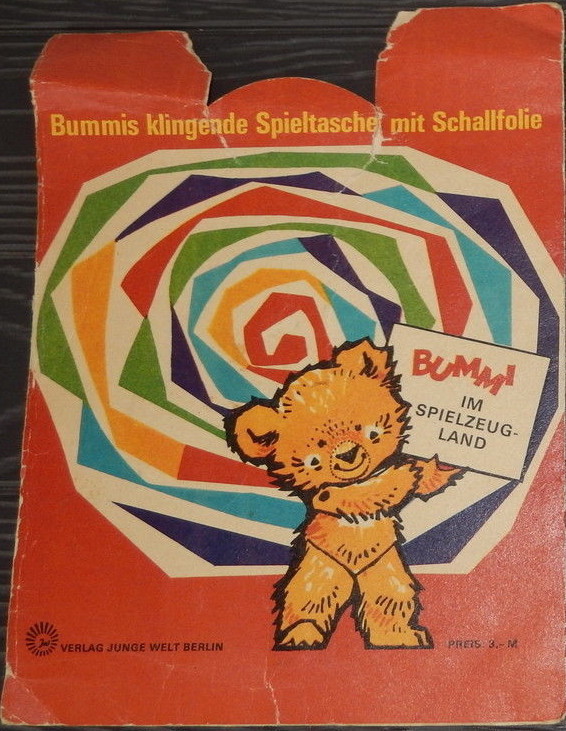 Bummis klingende Spieltasche mit Schallfolie
BUMMI
IM
SPIELZEUG-
LAND
VERLAG JUNGE WELT BERLIN
PREIS: 3.- M